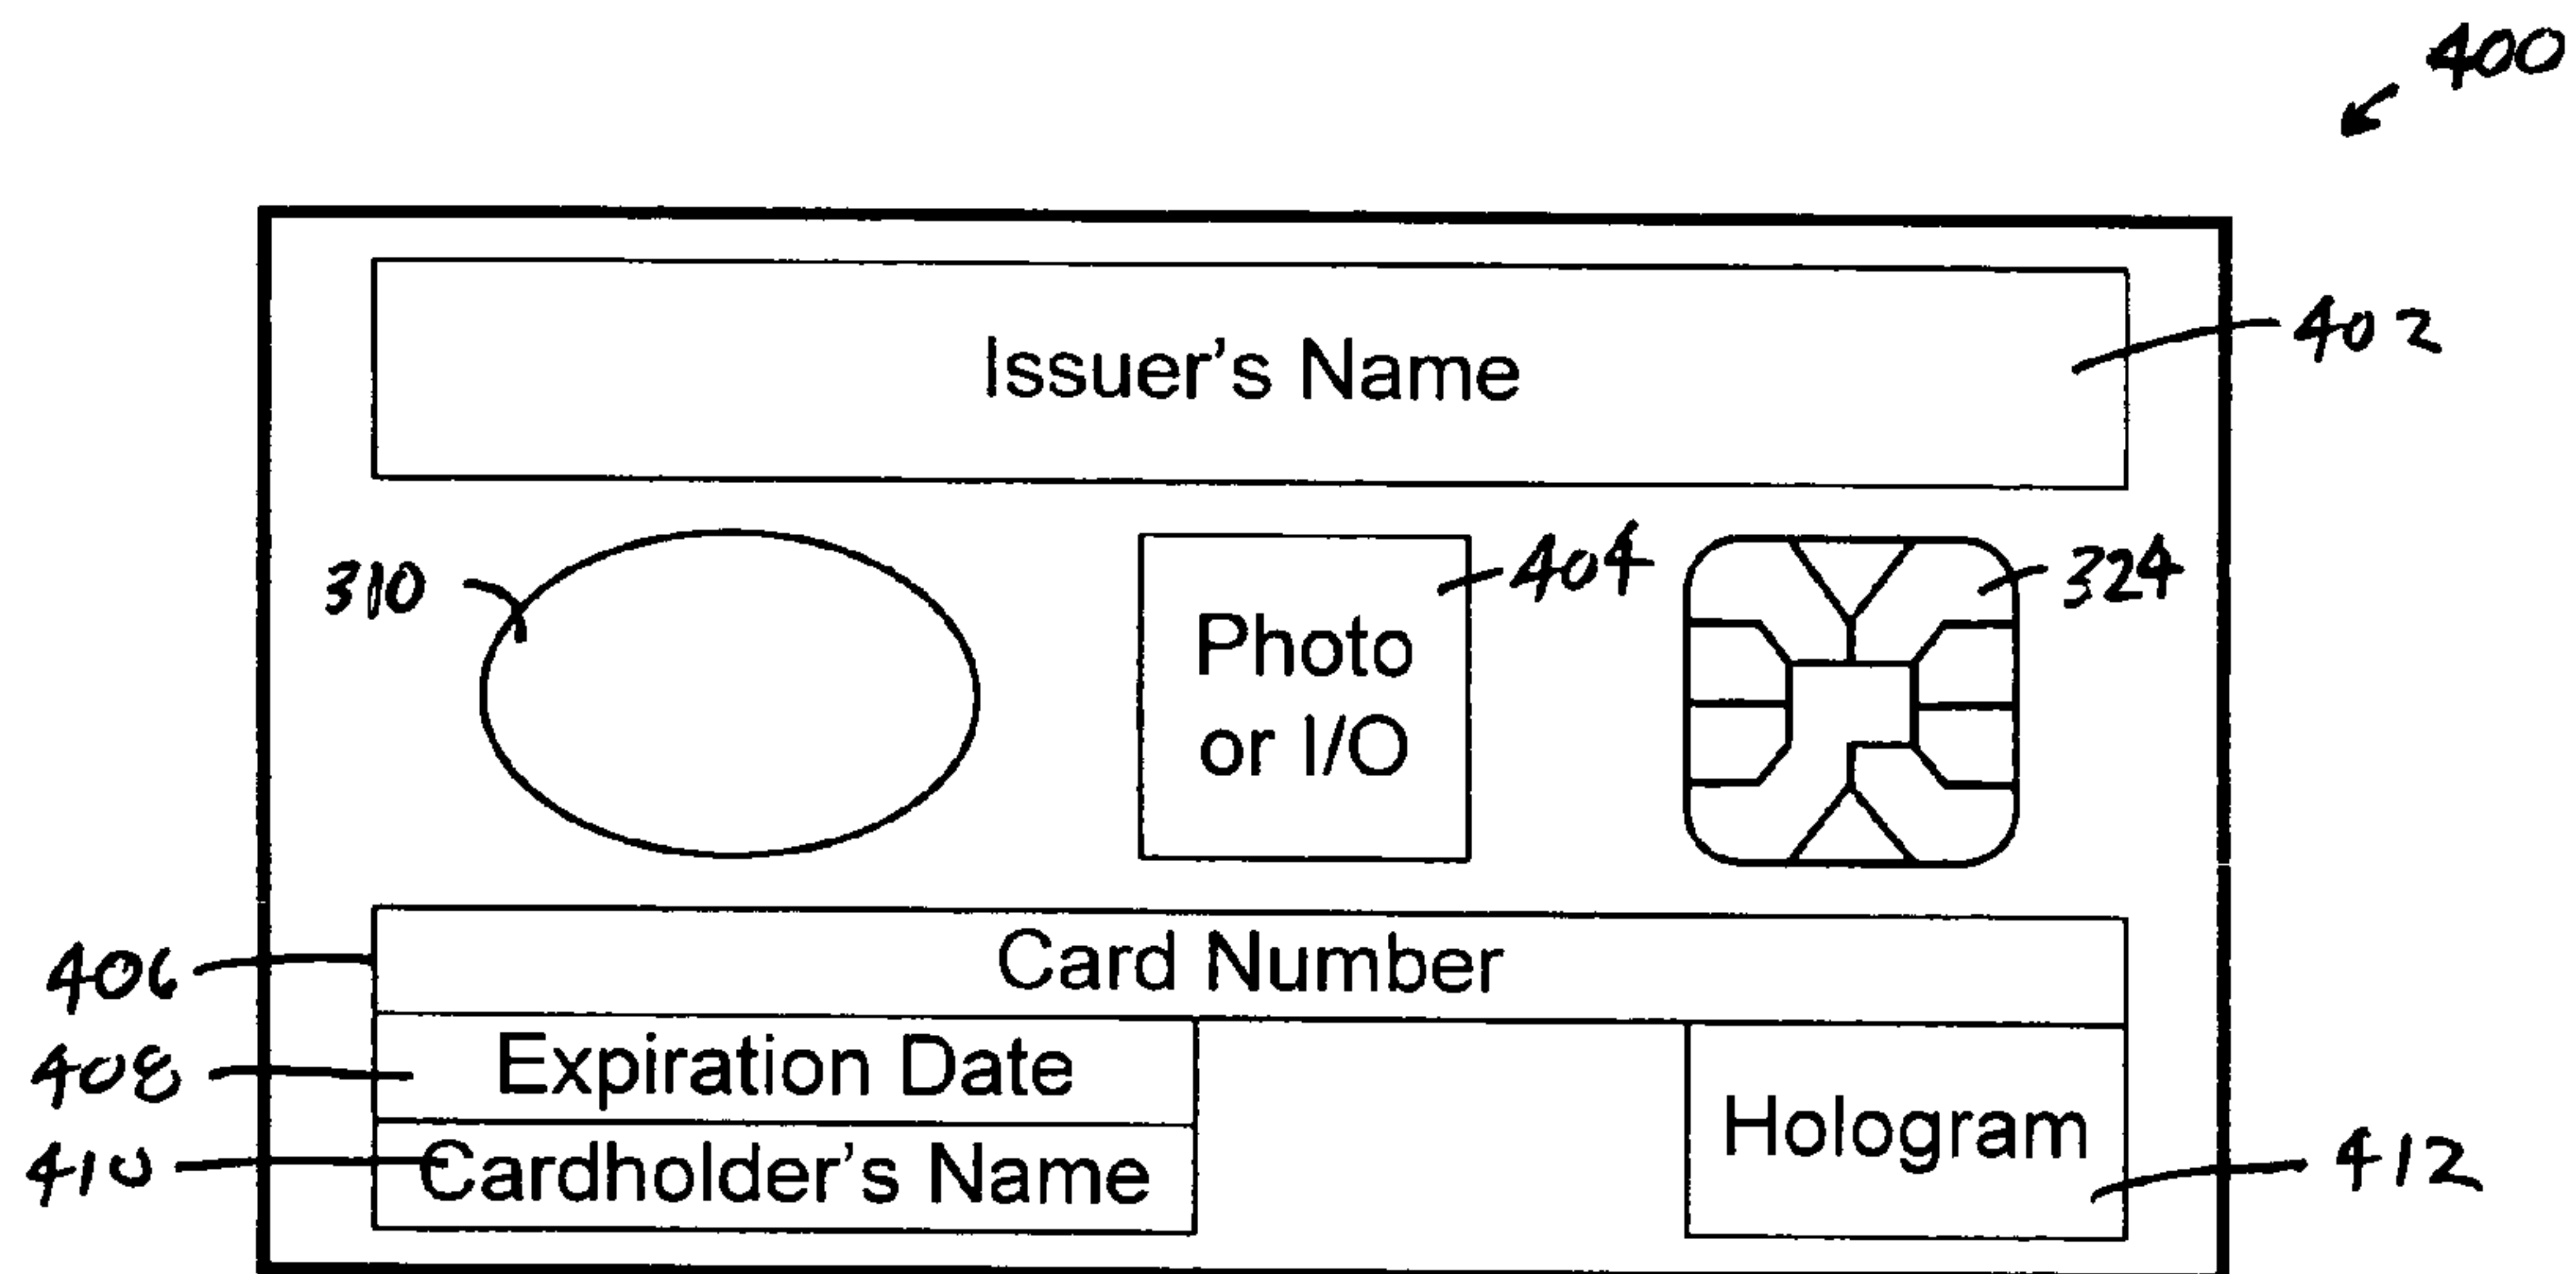 400
Issuer's Name
402
310
Photo
or I/O
404
324
406
Card Number
408
Expiration Date
410
Cardholder's Name
Hologram
412